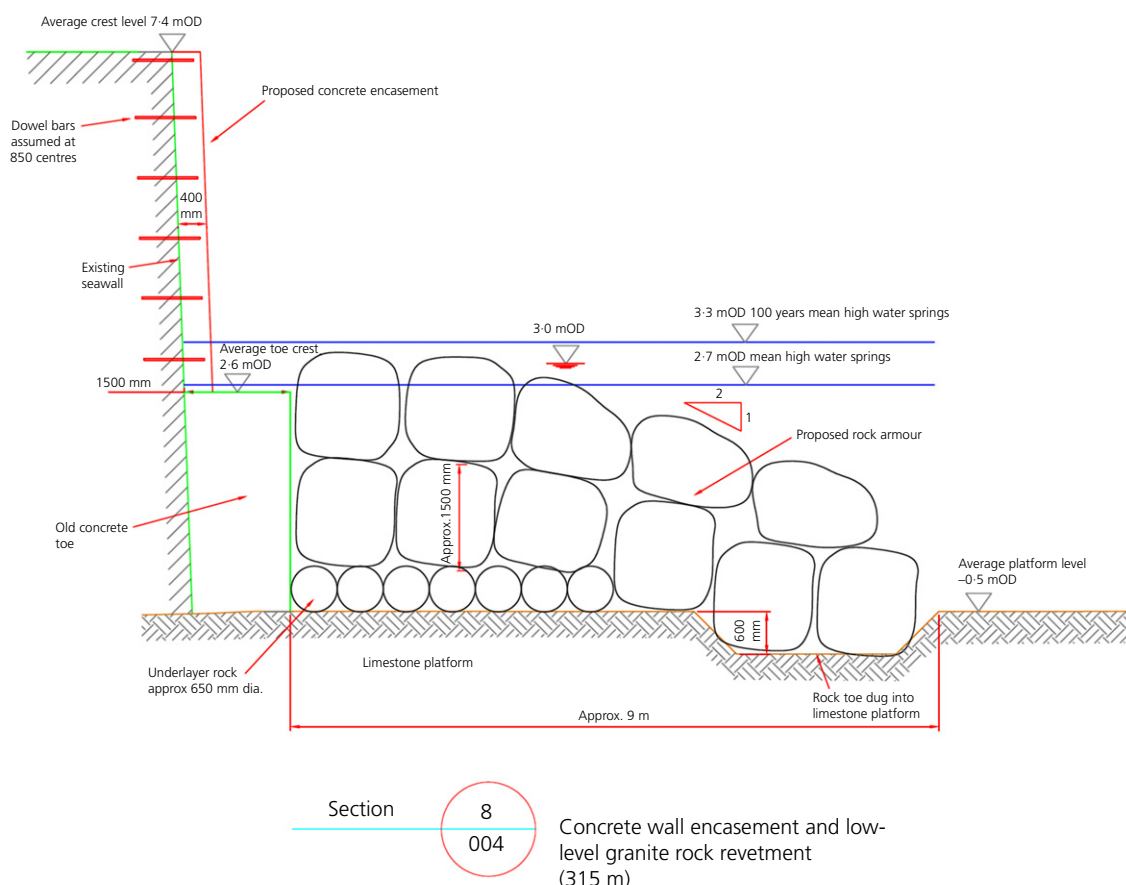 Average crest level 7·4 mOD
Proposed concrete encasement
Dowel bars
assumed at
850 centres
400
mm
Existing
seawall
3·3 mOD 100 years mean high water springs
3·0 mOD
Average toe crest
2·6 mOD
2·7 mOD mean high water springs
1500 mm
2
1
Proposed rock armour
Approx.1500 mm
Old concrete
toe
Average platform level
–0·5 mOD
600
mm
Underlayer rock
approx 650 mm dia.
Limestone platform
Rock toe dug into
limestone platform
Approx. 9 m
Section
8
004
Concrete wall encasement and low-
level granite rock revetment
(315 m)